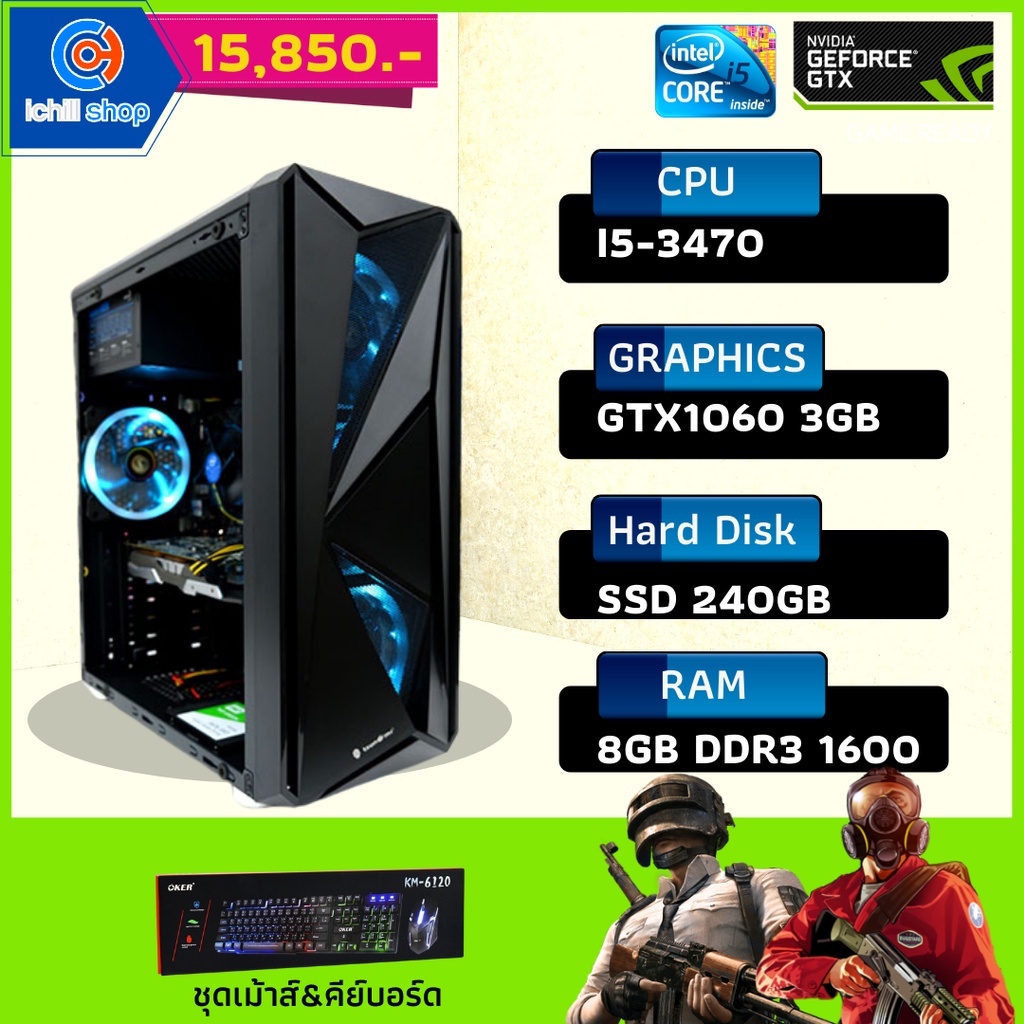 ichill shop
15,850.-
intel
CORE i5
inside
NVIDIA
GEFORCE
GTX
CPU
I5-3470
GRAPHICS
GTX1060 3GB
Hard Disk
SSD 240GB
RAM
8GB DDR3 1600
OKER
KM-6120
OKER
ชุดเม้าส์&คีย์บอร์ด